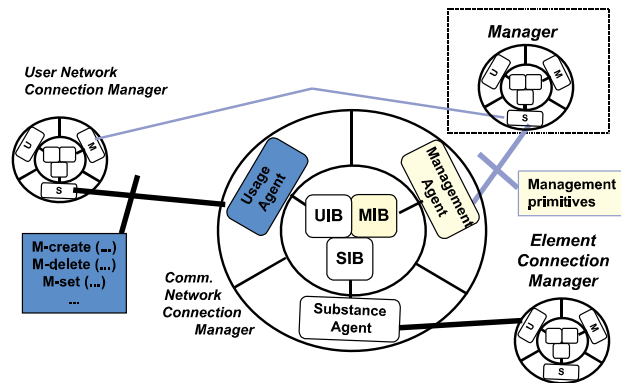 Manager
U
M
S
User Network
Connection Manager
U
M
S
Usage
Agent
Management
Agent
UIB
MIB
SIB
Management
primitives
M-create (...)
M-delete (...)
M-set (...)
...
Comm.
Network
Connection
Manager
Substance
Agent
Element
Connection
Manager
U
M
S